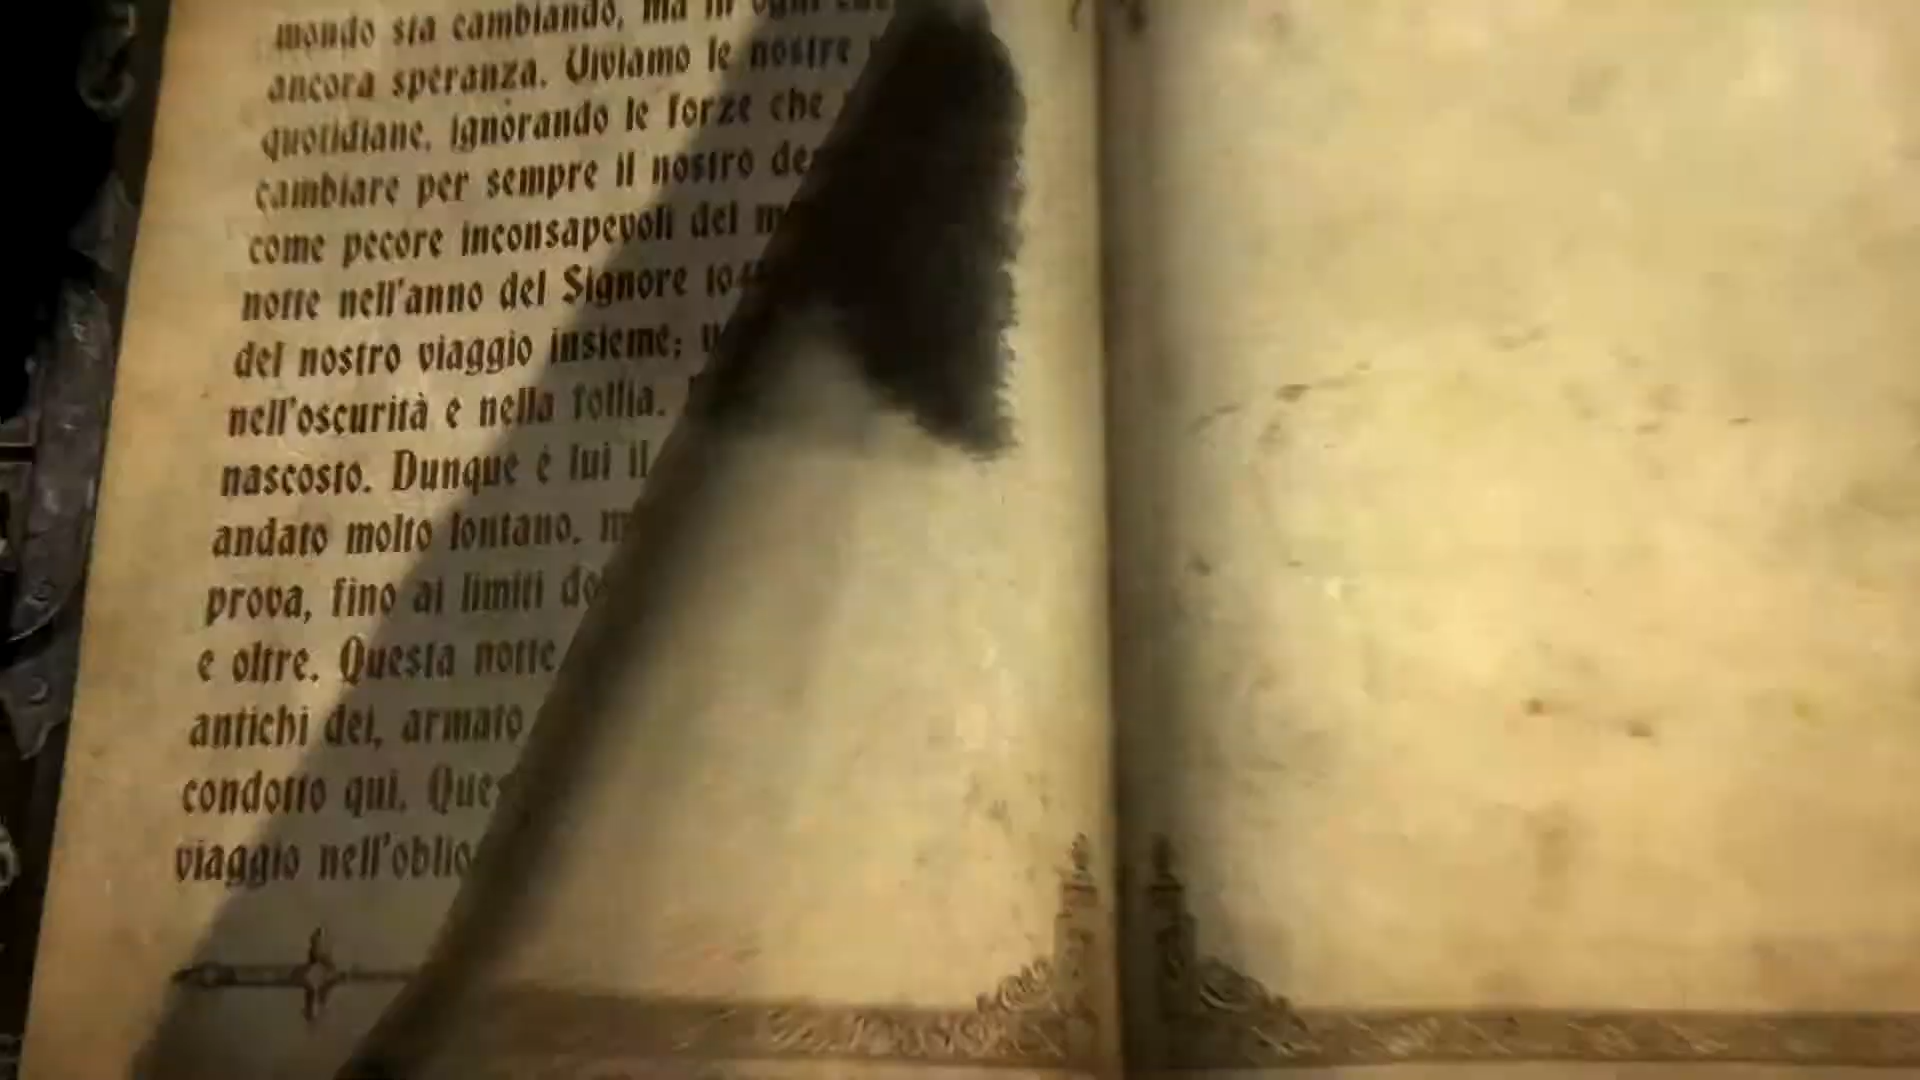 mondo sta cambiando, ma in ogni
ancora speranza. Viviamo le nostre
quotidiane, ignorando le forze che
cambiare per sempre il nostro
come pecore inconsapevoli del
notte nell'anno del Signore
del nostro viaggio insieme;
nell'oscurità e nella follia.
nascosto. Dunque è lui il
andato molto lontano,
prova, fino ai limiti
e oltre. Questa notte
antichi dei, armato
condotto qui.
viaggio nell'oblio